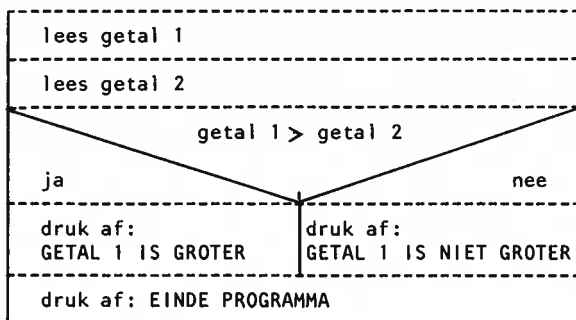 lees getal 1
lees getal 2
getal 1 > getal 2
ja nee
druk af: druk af:
GETAL 1 IS GROTER GETAL 1 IS NIET GROTER
druk af: EINDE PROGRAMMA